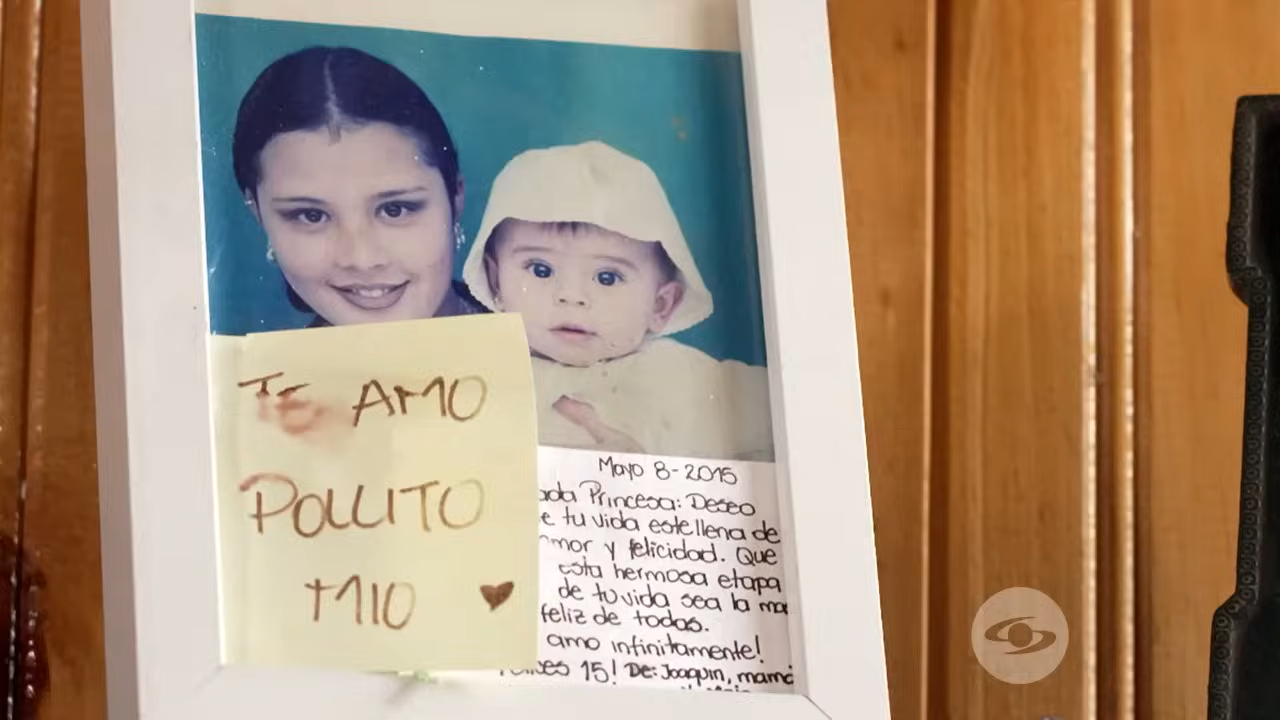 TE AMO
POLLITO
MIO
Mayo 8-2015
Princesa: Deseo
tu vida este llena de
y felicidad. Que
esta hermosa etapa
de tu vida sea la
feliz de todas.
amo infinitamente!
15! De: Joaquin, mamá